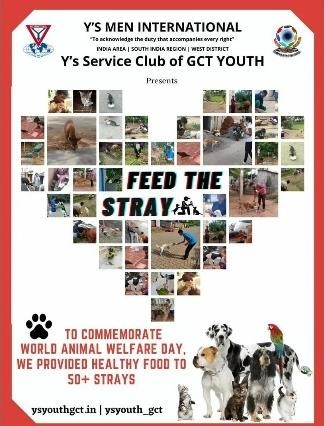 Y'S MEN INTERNATIONAL
"To acknowledge the duty that accompanies every right"
INDIA AREA | SOUTH INDIA REGION | WEST DISTRICT
Y's Service Club of GCT YOUTH
Presents
FEED THE
STRAY
TO COMMEMORATE
WORLD ANIMAL WELFARE DAY,
WE PROVIDED HEALTHY FOOD TO
50+ STRAYS
ysyouthgct.in | ysyouth_gct